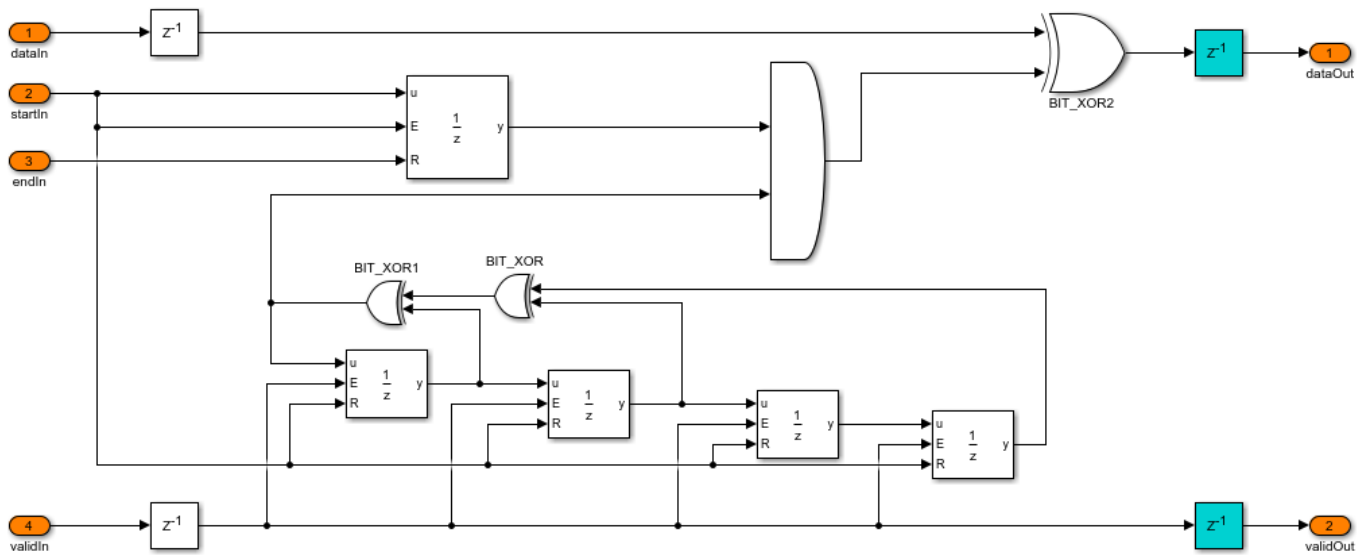 1
dataIn
Z-1
BIT_XOR2
Z-1
1
dataOut
2
startIn
3
endIn
u
E
R
1
z
y
BIT_XOR1
BIT_XOR
u
E
R
1
z
y
u
E
R
1
z
y
u
E
R
1
z
y
u
E
R
1
z
y
4
validIn
Z-1
Z-1
2
validOut